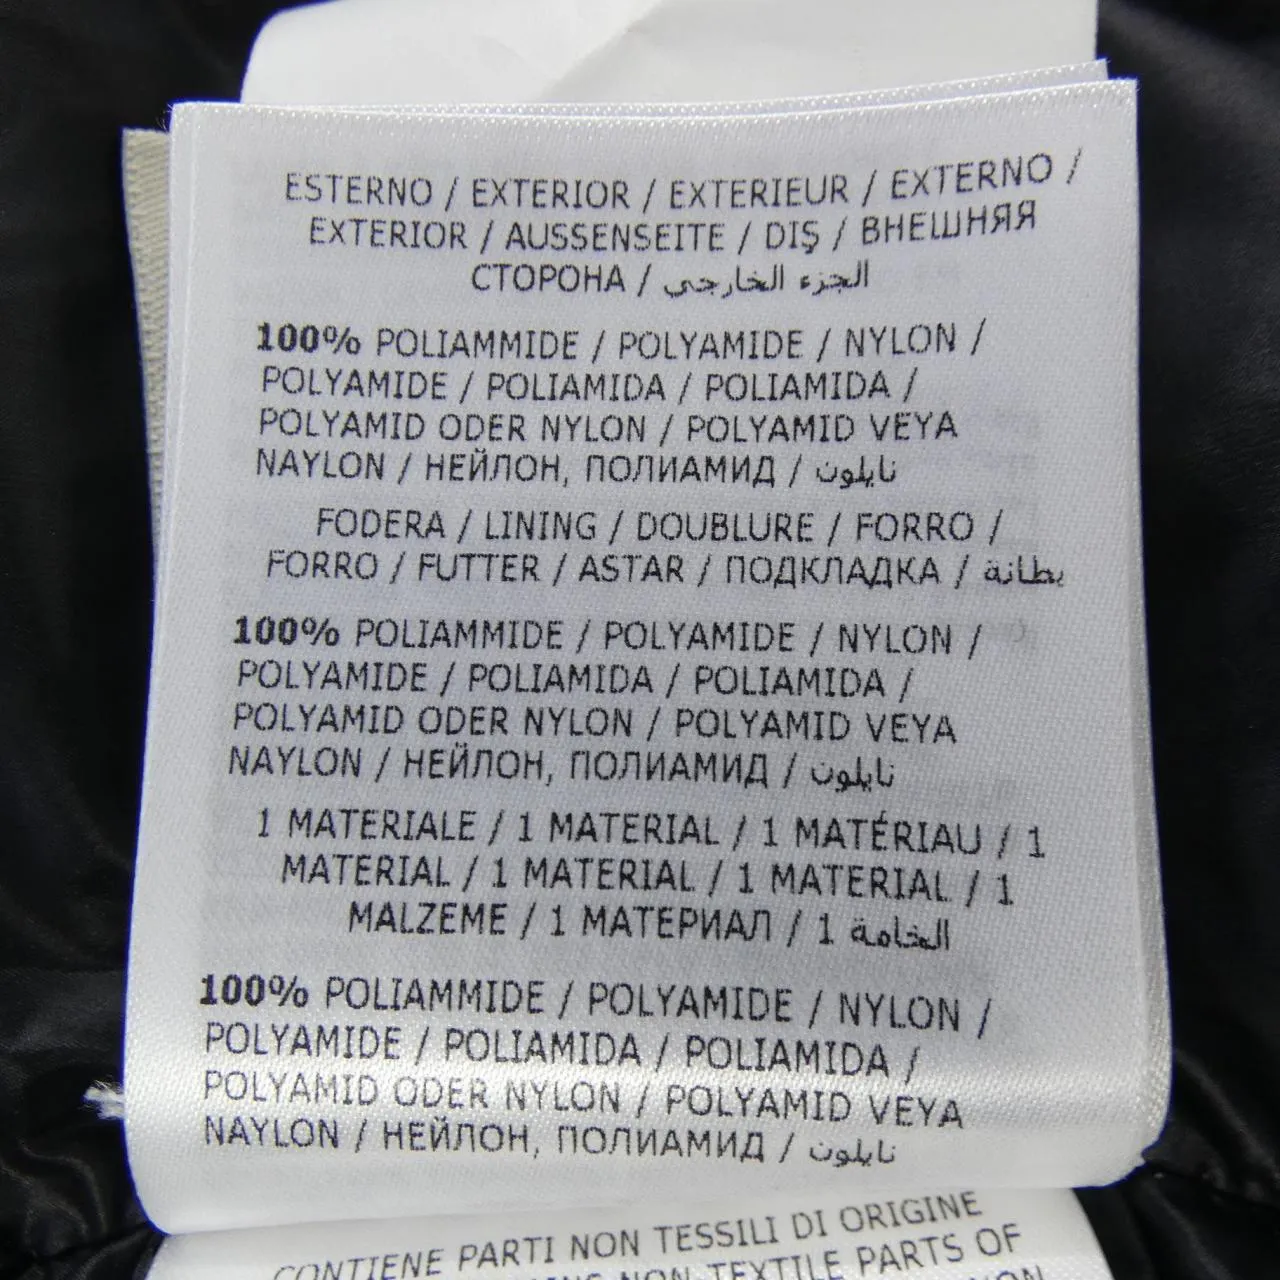 ESTERNO / EXTERIOR / EXTERIEUR / EXTERNO /
EXTERIOR / AUSSENSEITE / DIŞ / ВНЕШНЯЯ
СТОРОНА / الجزء الخارجي
100% POLIAMMIDE / POLYAMIDE / NYLON /
POLYAMIDE / POLIAMIDA / POLIAMIDA /
POLYAMID ODER NYLON / POLYAMID VEYA
NAYLON / НЕЙЛОН, ПОЛИАМИД / نايلون
FODERA / LINING / DOUBLURE / FORRO /
FORRO / FUTTER / ASTAR / ПОДКЛАДКА / بطانة
100% POLIAMMIDE / POLYAMIDE / NYLON /
POLYAMIDE / POLIAMIDA / POLIAMIDA /
POLYAMID ODER NYLON / POLYAMID VEYA
NAYLON / НЕЙЛОН, ПОЛИАМИД / نايلون
1 MATERIALE / 1 MATERIAL / 1 MATÉRIAU / 1
MATERIAL / 1 MATERIAL / 1 MATERIAL / 1
MALZEME / 1 МАТЕРИАЛ / 1 الخامة
100% POLIAMMIDE / POLYAMIDE / NYLON /
POLYAMIDE / POLIAMIDA / POLIAMIDA /
POLYAMID ODER NYLON / POLYAMID VEYA
NAYLON / НЕЙЛОН, ПОЛИАМИД / نايلون
CONTIENE PARTI NON TESSILI DI ORIGINE
NON-TEXTILE PARTS OF